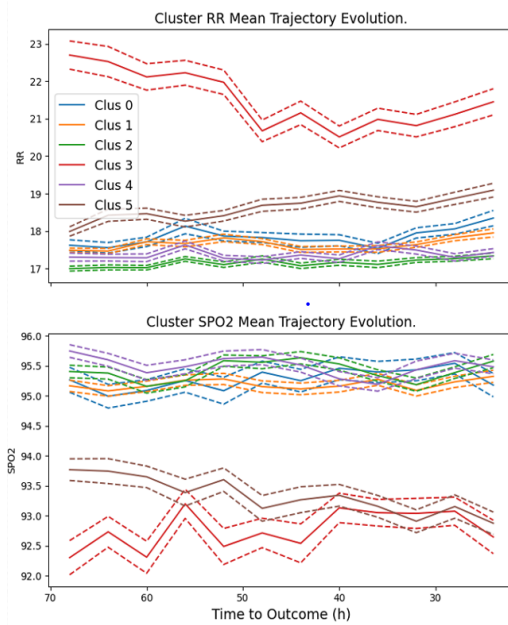 Cluster RR Mean Trajectory Evolution.
23
22
21
20
19
18
17
RR
Clus 0
Clus 1
Clus 2
Clus 3
Clus 4
Clus 5
Cluster SPO2 Mean Trajectory Evolution.
96.0
95.5
95.0
94.5
94.0
93.5
93.0
92.5
92.0
SPO2
70
60
50
40
30
Time to Outcome (h)